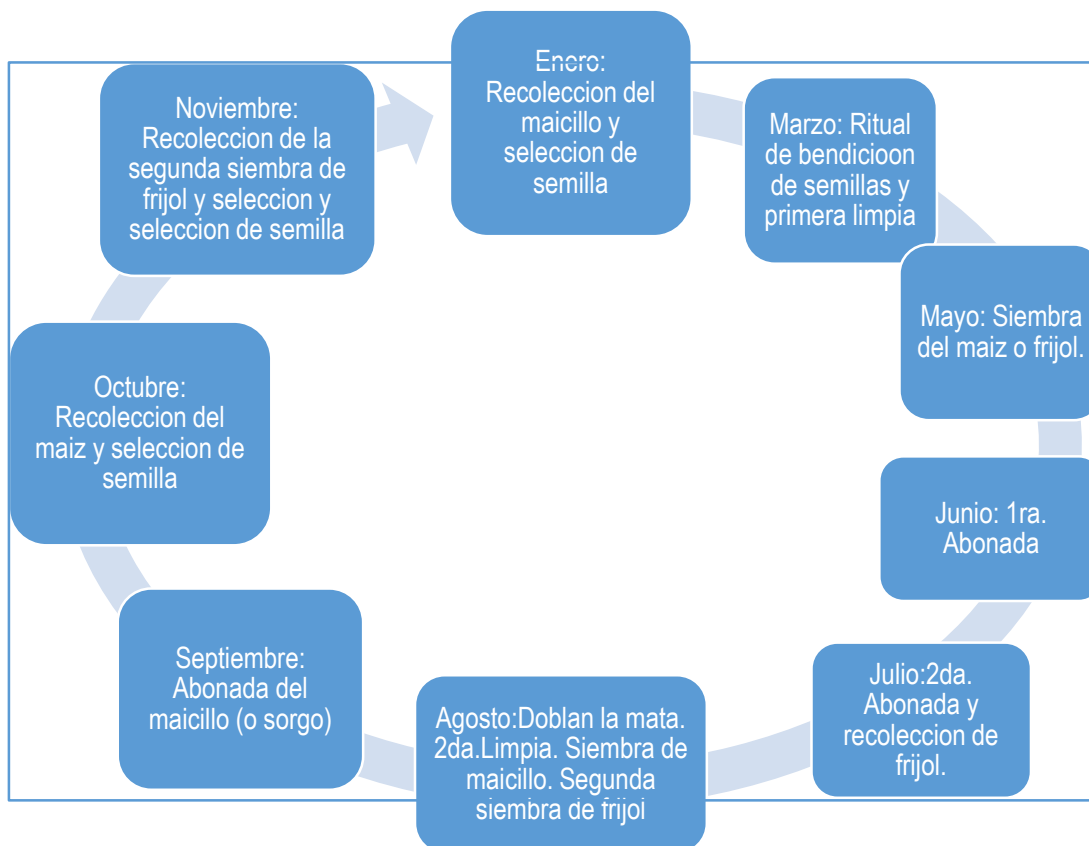 Enero:
Recoleccion del
maicillo y
seleccion de
semilla
Marzo: Ritual
de bendicioon
de semillas y
primera limpia
Mayo: Siembra
del maiz o frijol.
Junio: 1ra.
Abonada
Julio:2da.
Abonada y
recoleccion de
frijol.
Agosto:Doblan la mata.
2da.Limpia. Siembra de
maicillo. Segunda
siembra de frijol
Septiembre:
Abonada del
maicillo (o sorgo)
Octubre:
Recoleccion del
maiz y seleccion de
semilla
Noviembre:
Recoleccion de la
segunda siembra de
frijol y seleccion y
seleccion de semilla